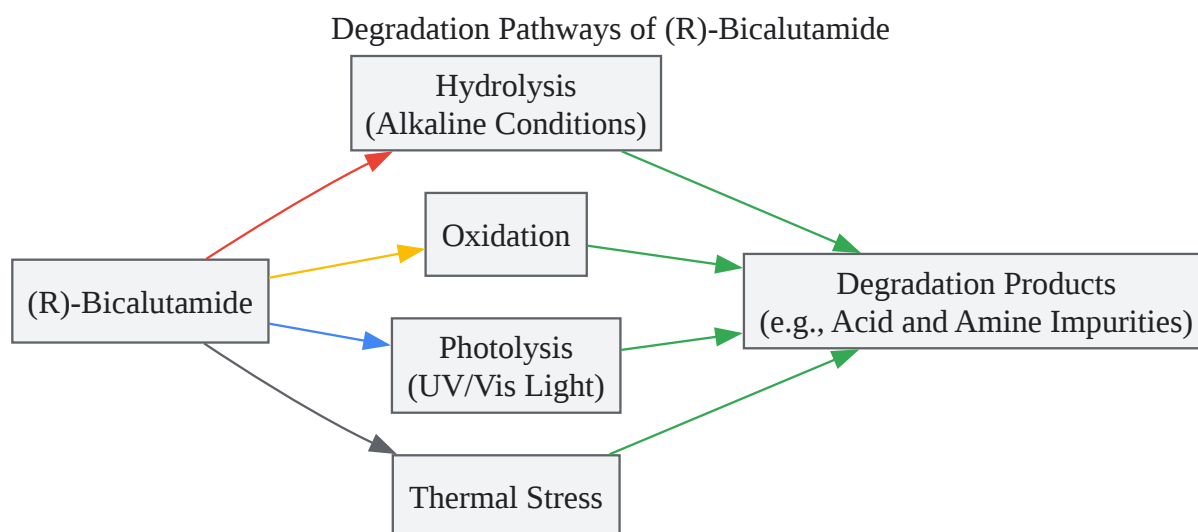 Degradation Pathways of (R)-Bicalutamide
Hydrolysis
(Alkaline Conditions)
Oxidation
(R)-Bicalutamide
Degradation Products
(e.g., Acid and Amine Impurities)
Photolysis
(UV/Vis Light)
Thermal Stress